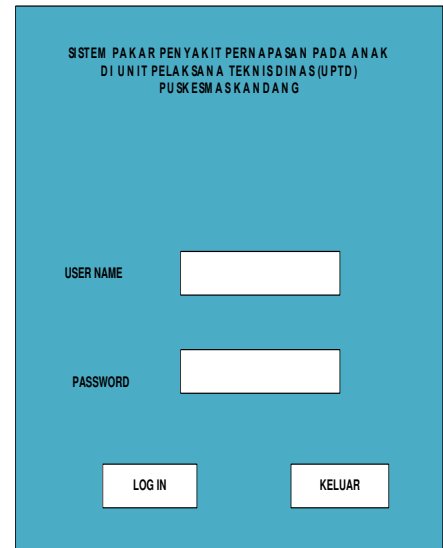 SISTEM PAKAR PENYAKIT PERNAPASAN PADA ANAK
DI UNIT PELAKSANA TEKNIS DINAS (UPTD)
PUSKESMAS KANDANG
USER NAME
PASSWORD
LOG IN
KELUAR